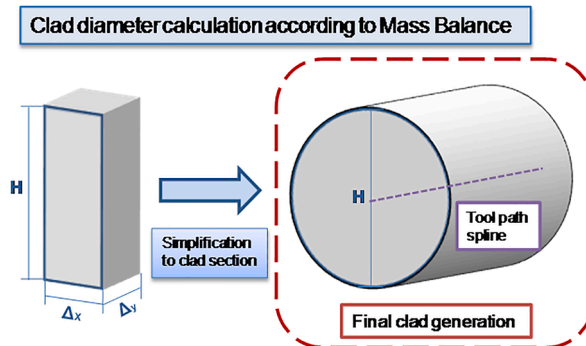 Clad diameter calculation according to Mass Balance
H
Δx
Δy
Simplification
to clad section
H
Tool path
spline
Final clad generation